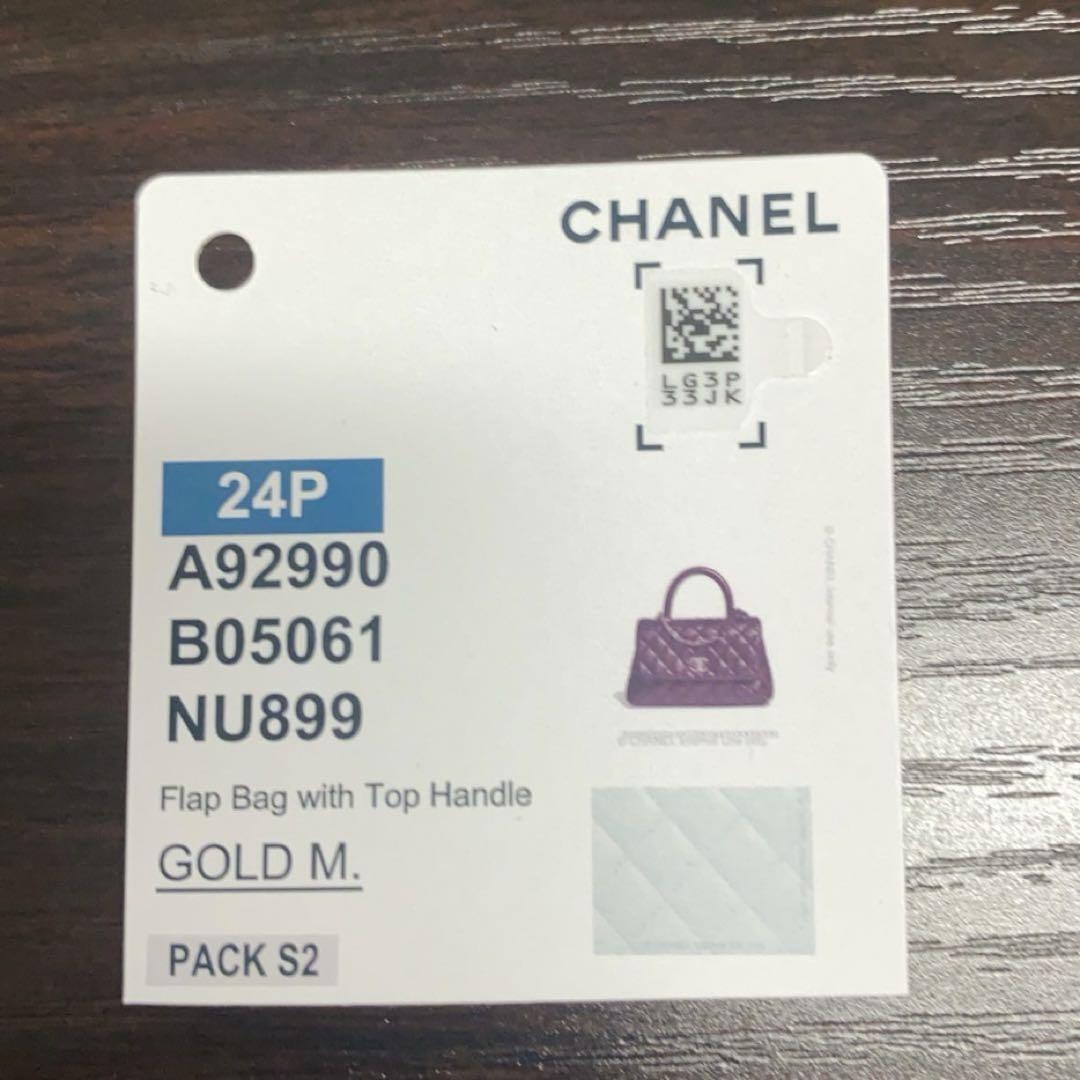 CHANEL
LG3P
33JK
24P
A92990
B05061
NU899
Flap Bag with Top Handle
GOLD M.
PACK S2